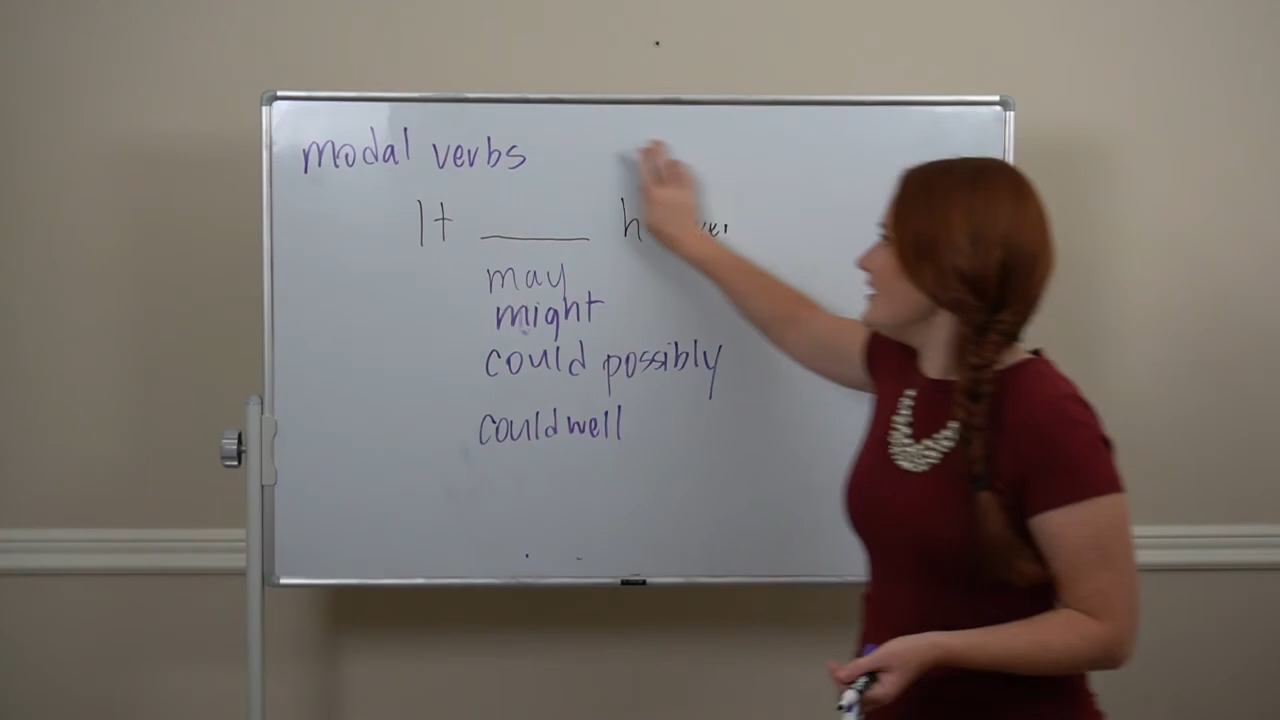 modal verbs
It ______
may
might
could possibly
could well